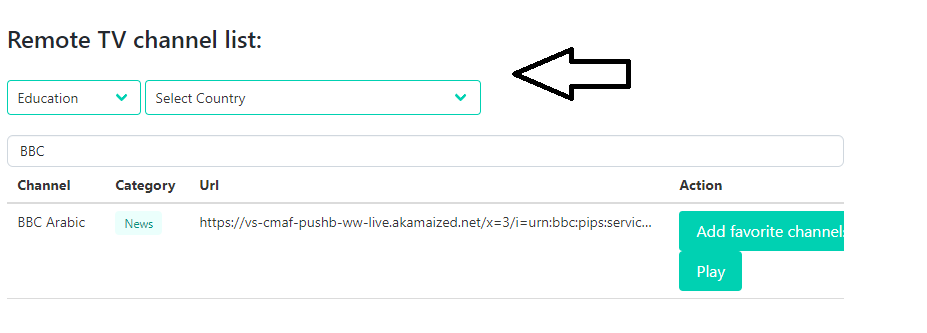 Remote TV channel list:
Education Select Country
BBC
Channel Category Url Action
BBC Arabic News https://vs-cmaf-pushb-ww-live.akamaized.net/x=3/i=urn:bbc:pips:servic... Add favorite channels
Play